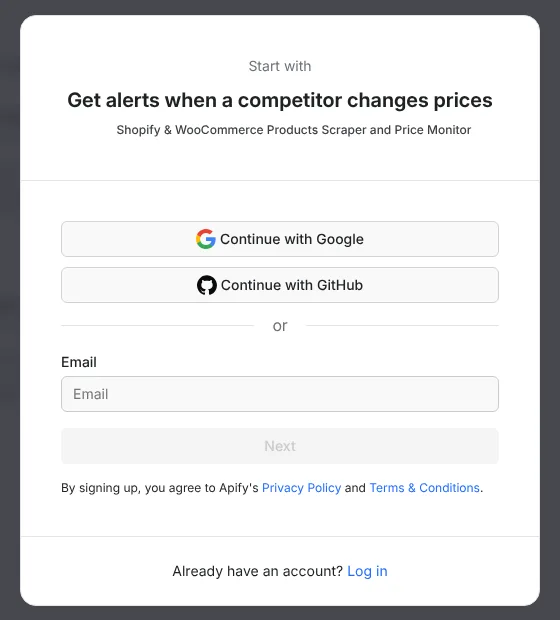 Start with
Get alerts when a competitor changes prices
Shopify & WooCommerce Products Scraper and Price Monitor
Continue with Google
Continue with GitHub
or
Email
Email
Next
By signing up, you agree to Apify's Privacy Policy and Terms & Conditions.
Already have an account? Log in